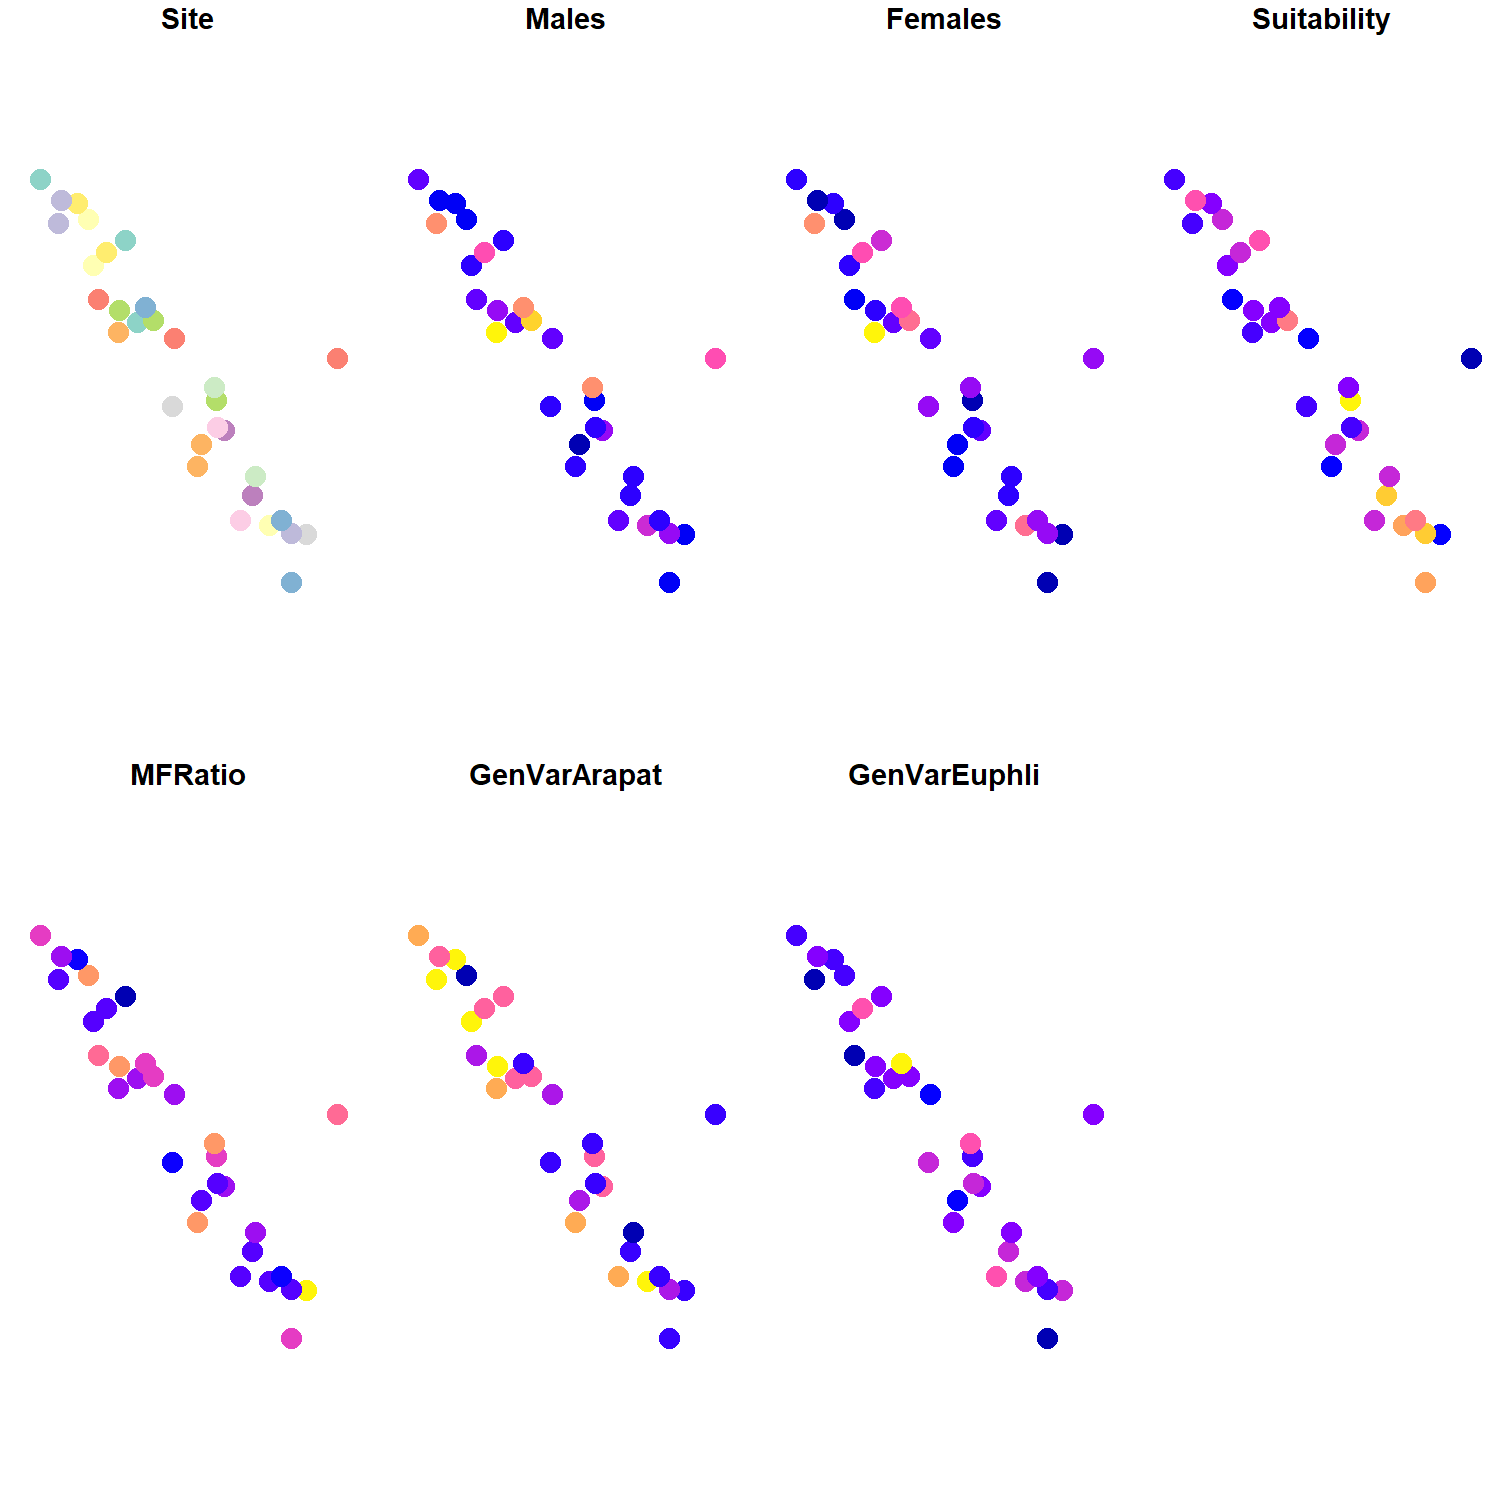 Site
Males
Females
Suitability
MFRatio
GenVarArapat
GenVarEuphli